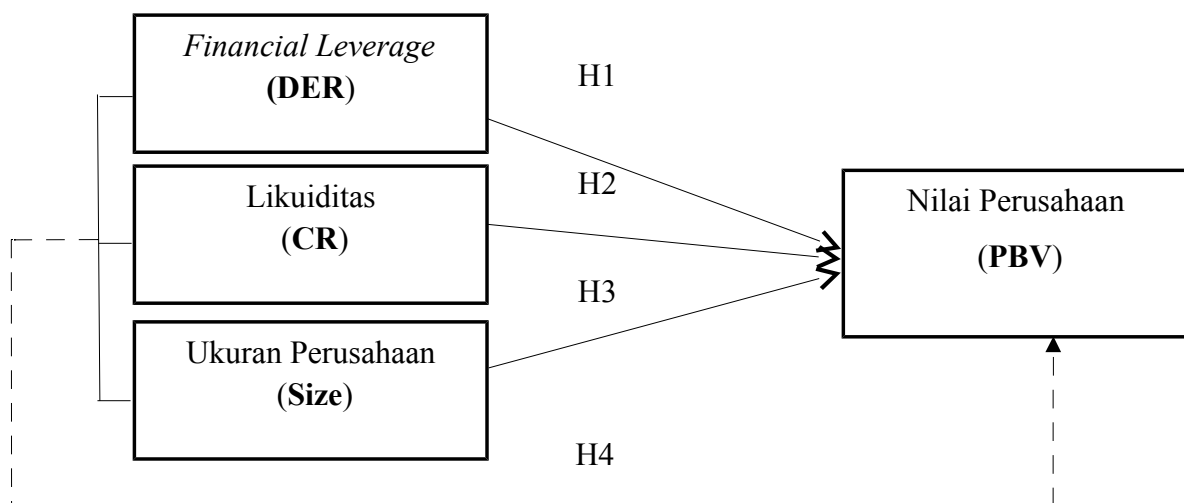 Financial Leverage
(DER)
H1
H2
Likuiditas
(CR)
Nilai Perusahaan
(PBV)
H3
Ukuran Perusahaan
(Size)
H4